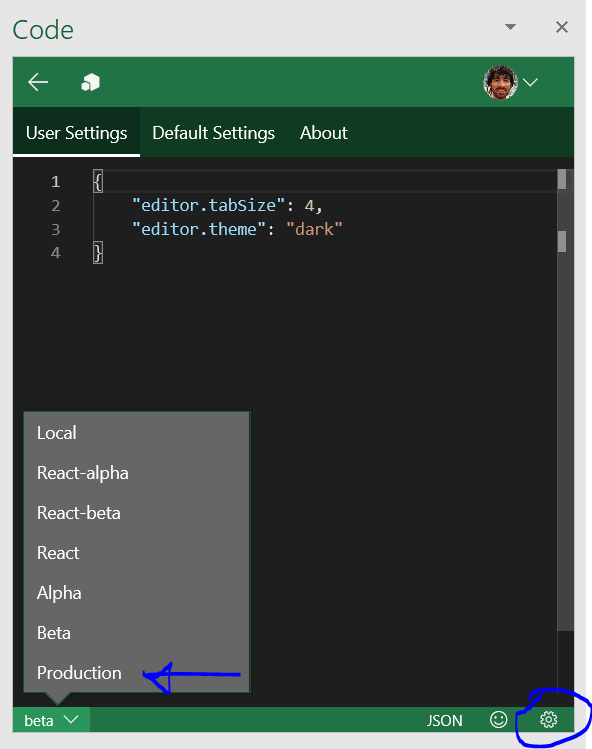 Code
User Settings Default Settings About
1 {
2 "editor.tabSize": 4,
3 "editor.theme": "dark"
4 }
Local
React-alpha
React-beta
React
Alpha
Beta
Production
beta JSON